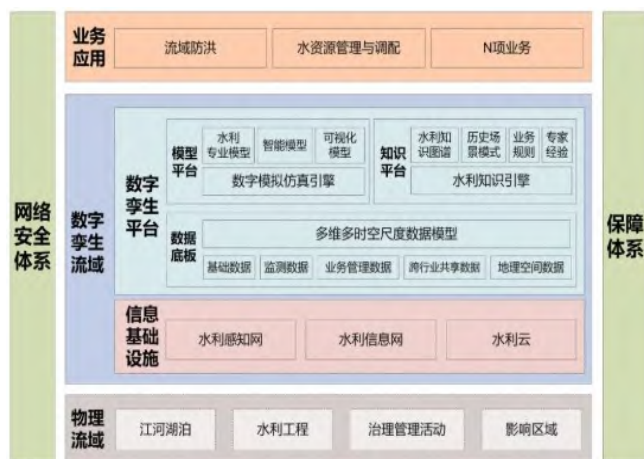 网络
安全
体系
业务
应用
流域防洪
水资源管理与调配
N项业务
数字
孪生
流域
数字
孪生
平台
模型
平台
水利
专业模型
智能模型
可视化
模型
数字模拟仿真引擎
知识
平台
水利知
识图谱
历史场
景模式
业务
规则
专家
经验
水利知识引擎
数据
底板
多维多时空尺度数据模型
基础数据
监测数据
业务管理数据
跨行业共享数据
地理空间数据
信息
基础
设施
水利感知网
水利信息网
水利云
物理
流域
江河湖泊
水利工程
治理管理活动
影响区域
保障
体系